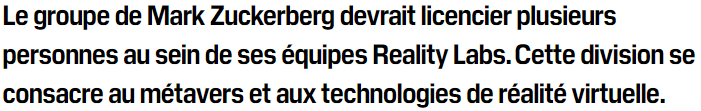 Le groupe de Mark Zuckerberg devrait licencier plusieurs
personnes au sein de ses équipes Reality Labs. Cette division se
consacre au métavers et aux technologies de réalité virtuelle.